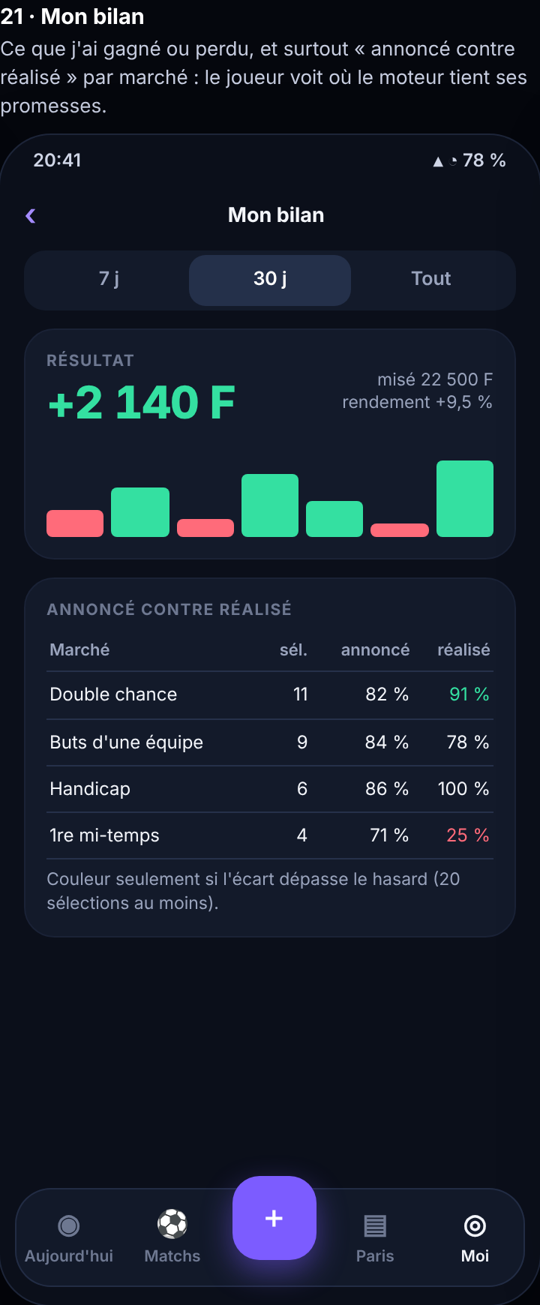 21 · Mon bilan
Ce que j'ai gagné ou perdu, et surtout « annoncé contre
réalisé » par marché : le joueur voit où le moteur tient ses
promesses.
20:41
78 %
Mon bilan
7 j
30 j
Tout
RÉSULTAT
+2 140 F
misé 22 500 F
rendement +9,5 %
ANNONCÉ CONTRE RÉALISÉ
Marché sél. annoncé réalisé
Double chance 11 82 % 91 %
Buts d'une équipe 9 84 % 78 %
Handicap 6 86 % 100 %
1re mi-temps 4 71 % 25 %
Couleur seulement si l'écart dépasse le hasard (20
sélections au moins).
+
Aujourd'hui
Matchs
Paris
Moi